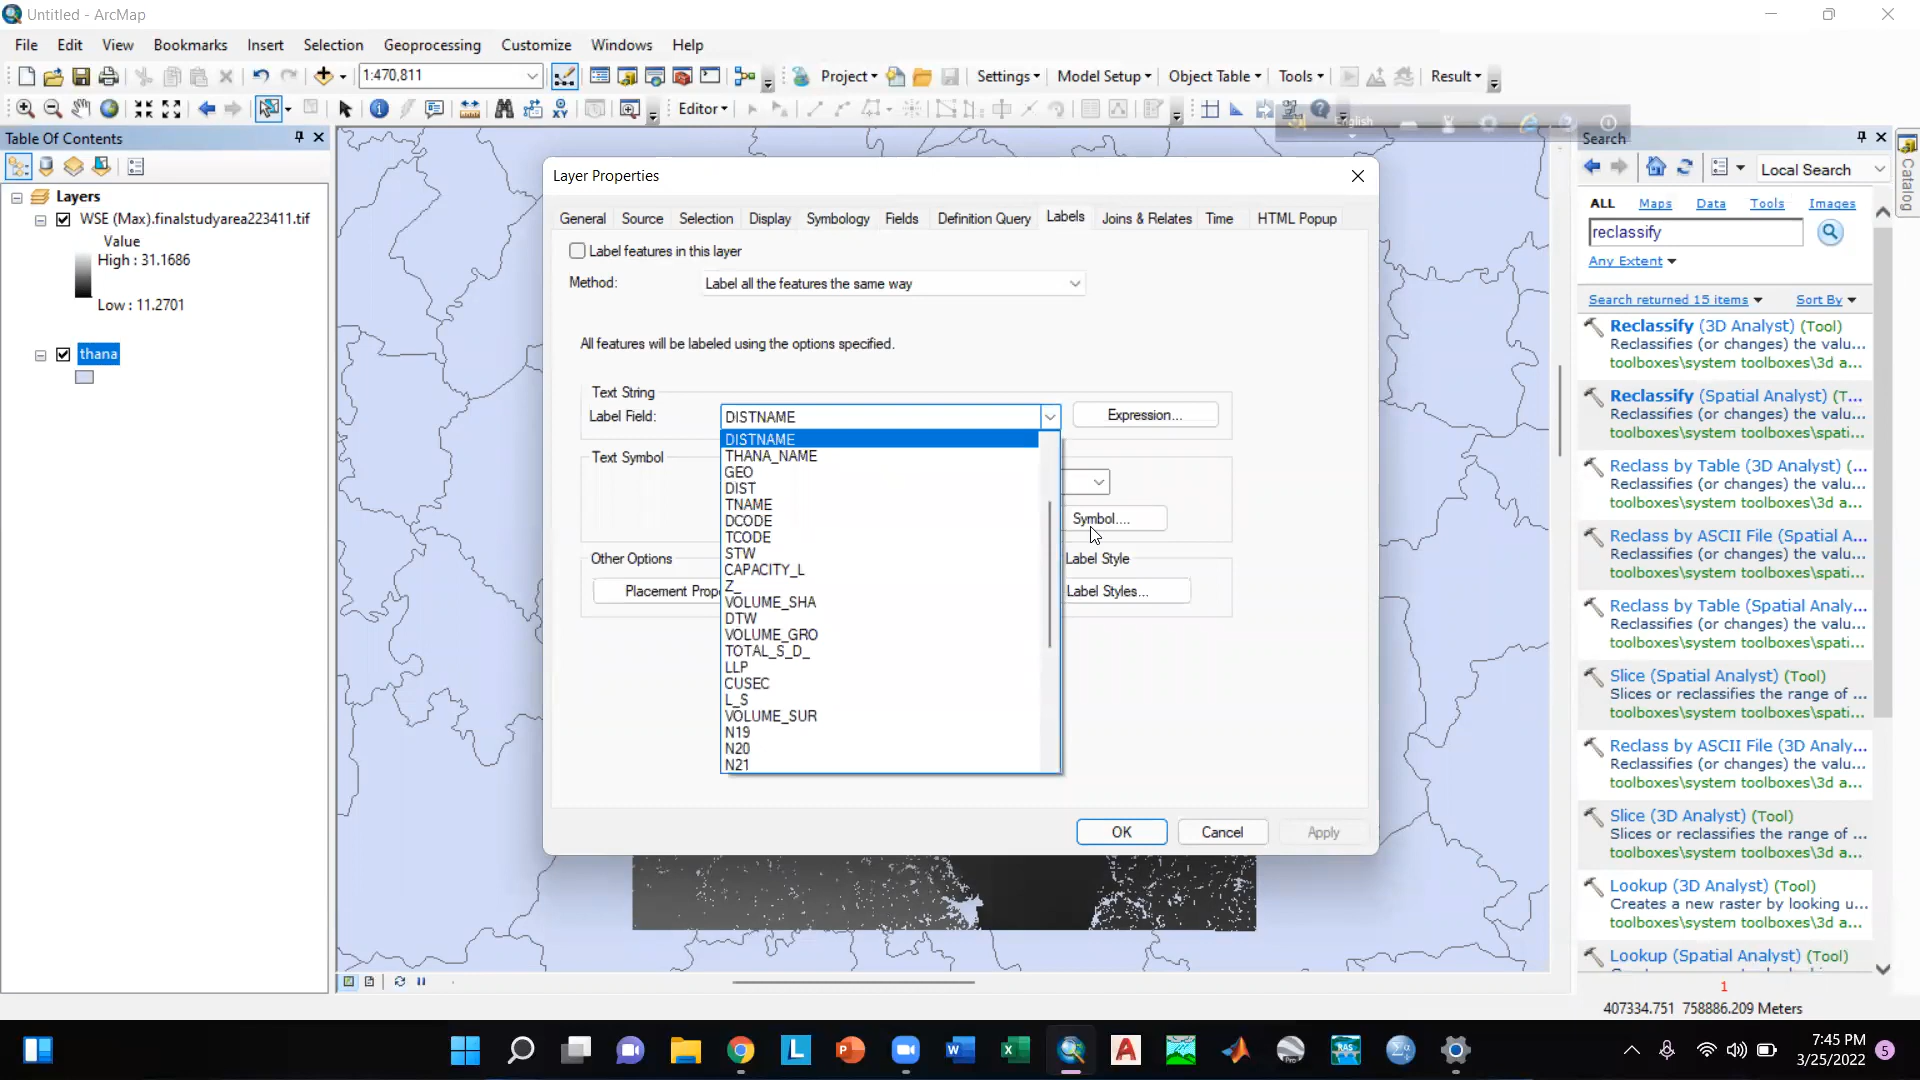 Untitled - ArcMap
File Edit View Bookmarks Insert Selection Geoprocessing Customize Windows Help
1:470,811 Project Settings Model Setup Object Table Tools Result
Editor
English
Table Of Contents
Layers
WSE (Max).finalstudyarea223411.tif
Value
High : 31.1686
Low : 11.2701
thana
Layer Properties
General Source Selection Display Symbology Fields Definition Query Labels Joins & Relates Time HTML Popup
Label features in this layer
Method: Label all the features the same way
All features will be labeled using the options specified.
Text String
Label Field: DISTNAME Expression...
DISTNAME
THANA_NAME
GEO
DIST
TNAME
DCODE
TCODE
STW
CAPACITY_L
Z_
VOLUME_SHA
DTW
VOLUME_GRO
TOTAL_S_D_
LLP
CUSEC
L_S
VOLUME_SUR
N19
N20
N21
Text Symbol
Symbol....
Other Options
Placement Prop
Label Style
Label Styles...
OK Cancel Apply
Search
Local Search
ALL Maps Data Tools Images
reclassify
Any Extent
Search returned 15 items Sort By
Reclassify (3D Analyst) (Tool)
Reclassifies (or changes) the valu...
toolboxes\system toolboxes\3d a...
Reclassify (Spatial Analyst) (T...
Reclassifies (or changes) the valu...
toolboxes\system toolboxes\spati...
Reclass by Table (3D Analyst) (...
Reclassifies (or changes) the valu...
toolboxes\system toolboxes\3d a...
Reclass by ASCII File (Spatial A...
Reclassifies (or changes) the valu...
toolboxes\system toolboxes\spati...
Reclass by Table (Spatial Analy...
Reclassifies (or changes) the valu...
toolboxes\system toolboxes\spati...
Slice (Spatial Analyst) (Tool)
Slices or reclassifies the range of ...
toolboxes\system toolboxes\spati...
Reclass by ASCII File (3D Analy...
Reclassifies (or changes) the valu...
toolboxes\system toolboxes\3d a...
Slice (3D Analyst) (Tool)
Slices or reclassifies the range of ...
toolboxes\system toolboxes\3d a...
Lookup (3D Analyst) (Tool)
Creates a new raster by looking u...
toolboxes\system toolboxes\3d a...
Lookup (Spatial Analyst) (Tool)
1
Catalog
407334.751 758886.209 Meters
7:45 PM
3/25/2022
5